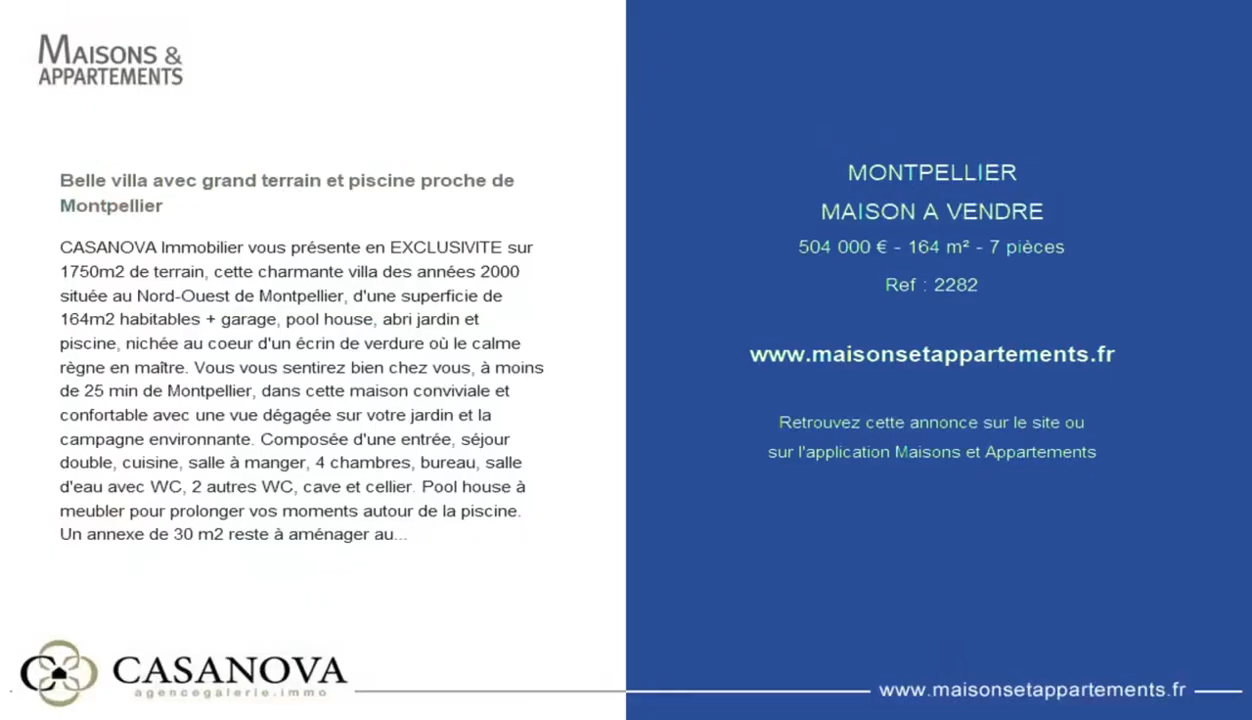 MAISONS &
APPARTEMENTS
Belle villa avec grand terrain et piscine proche de
Montpellier
CASANOVA Immobilier vous présente en EXCLUSIVITE sur
1750m2 de terrain, cette charmante villa des années 2000
située au Nord-Ouest de Montpellier, d'une superficie de
164m2 habitables + garage, pool house, abri jardin et
piscine, nichée au coeur d'un écrin de verdure où le calme
règne en maître. Vous vous sentirez bien chez vous, à moins
de 25 min de Montpellier, dans cette maison conviviale et
confortable avec une vue dégagée sur votre jardin et la
campagne environnante. Composée d'une entrée, séjour
double, cuisine, salle à manger, 4 chambres, bureau, salle
d'eau avec WC, 2 autres WC, cave et cellier. Pool house à
meubler pour prolonger vos moments autour de la piscine.
Un annexe de 30 m2 reste à aménager au...
CASANOVA
agencegalerie.immo
MONTPELLIER
MAISON A VENDRE
504 000 € - 164 m² - 7 pièces
Ref : 2282
www.maisonsetappartements.fr
Retrouvez cette annonce sur le site ou
sur l'application Maisons et Appartements
www.maisonsetappartements.fr